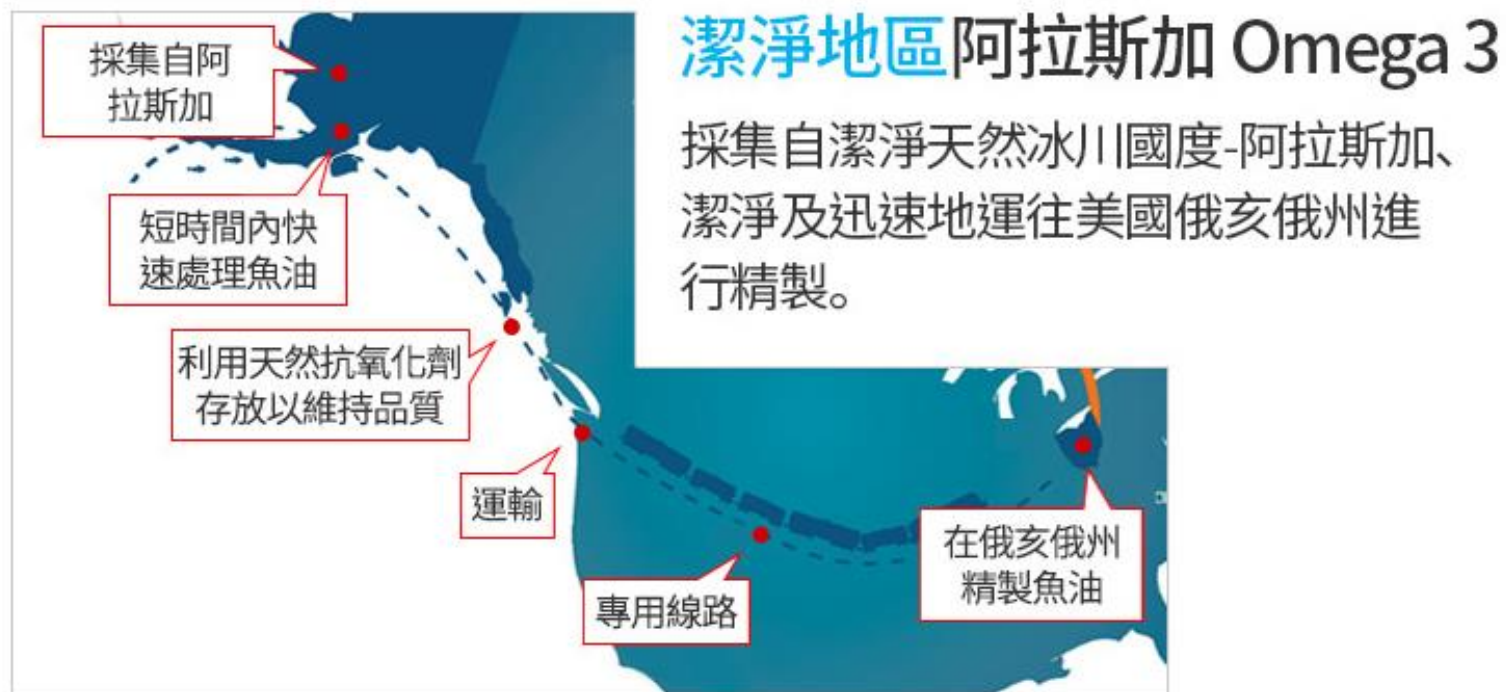 潔淨地區阿拉斯加 Omega 3
採集自潔淨天然冰川國度-阿拉斯加、
潔淨及迅速地運往美國俄亥俄州進
行精製。
採集自阿
拉斯加
短時間內快
速處理魚油
利用天然抗氧化劑
存放以維持品質
運輸
專用線路
在俄亥俄州
精製魚油